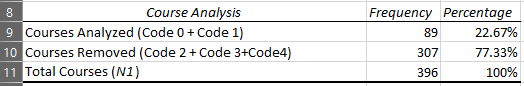 8 Course Analysis Frequency Percentage
9 Courses Analyzed (Code 0 + Code 1) 89 22.67%
10 Courses Removed (Code 2 + Code 3+Code4) 307 77.33%
11 Total Courses (N1) 396 100%